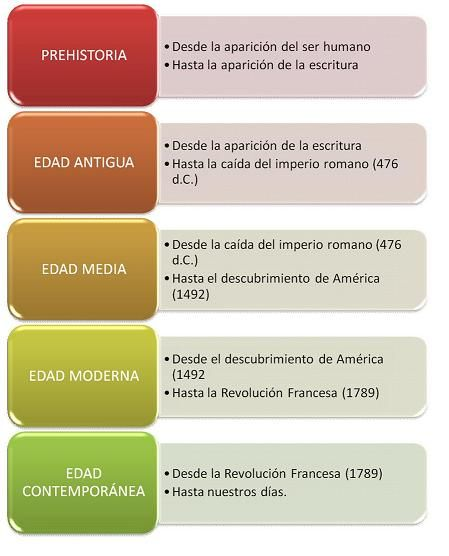 PREHISTORIA
• Desde la aparición del ser humano
• Hasta la aparición de la escritura
EDAD ANTIGUA
• Desde la aparición de la escritura
• Hasta la caída del imperio romano (476
d.C.)
EDAD MEDIA
• Desde la caída del imperio romano (476
d.C.)
• Hasta el descubrimiento de América
(1492)
EDAD MODERNA
• Desde el descubrimiento de América
(1492
• Hasta la Revolución Francesa (1789)
EDAD
CONTEMPORÁNEA
• Desde la Revolución Francesa (1789)
• Hasta nuestros días.